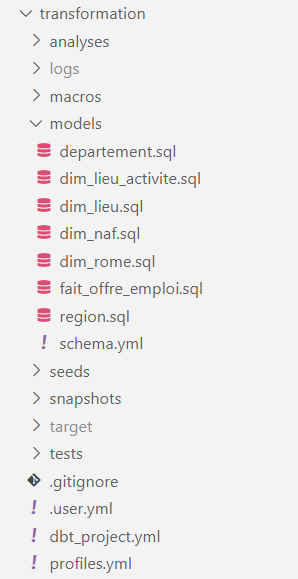 transformation
analyses
logs
macros
models
departement.sql
dim_lieu_activite.sql
dim_lieu.sql
dim_naf.sql
dim_rome.sql
fait_offre_emploi.sql
region.sql
schema.yml
seeds
snapshots
target
tests
.gitignore
.user.yml
dbt_project.yml
profiles.yml